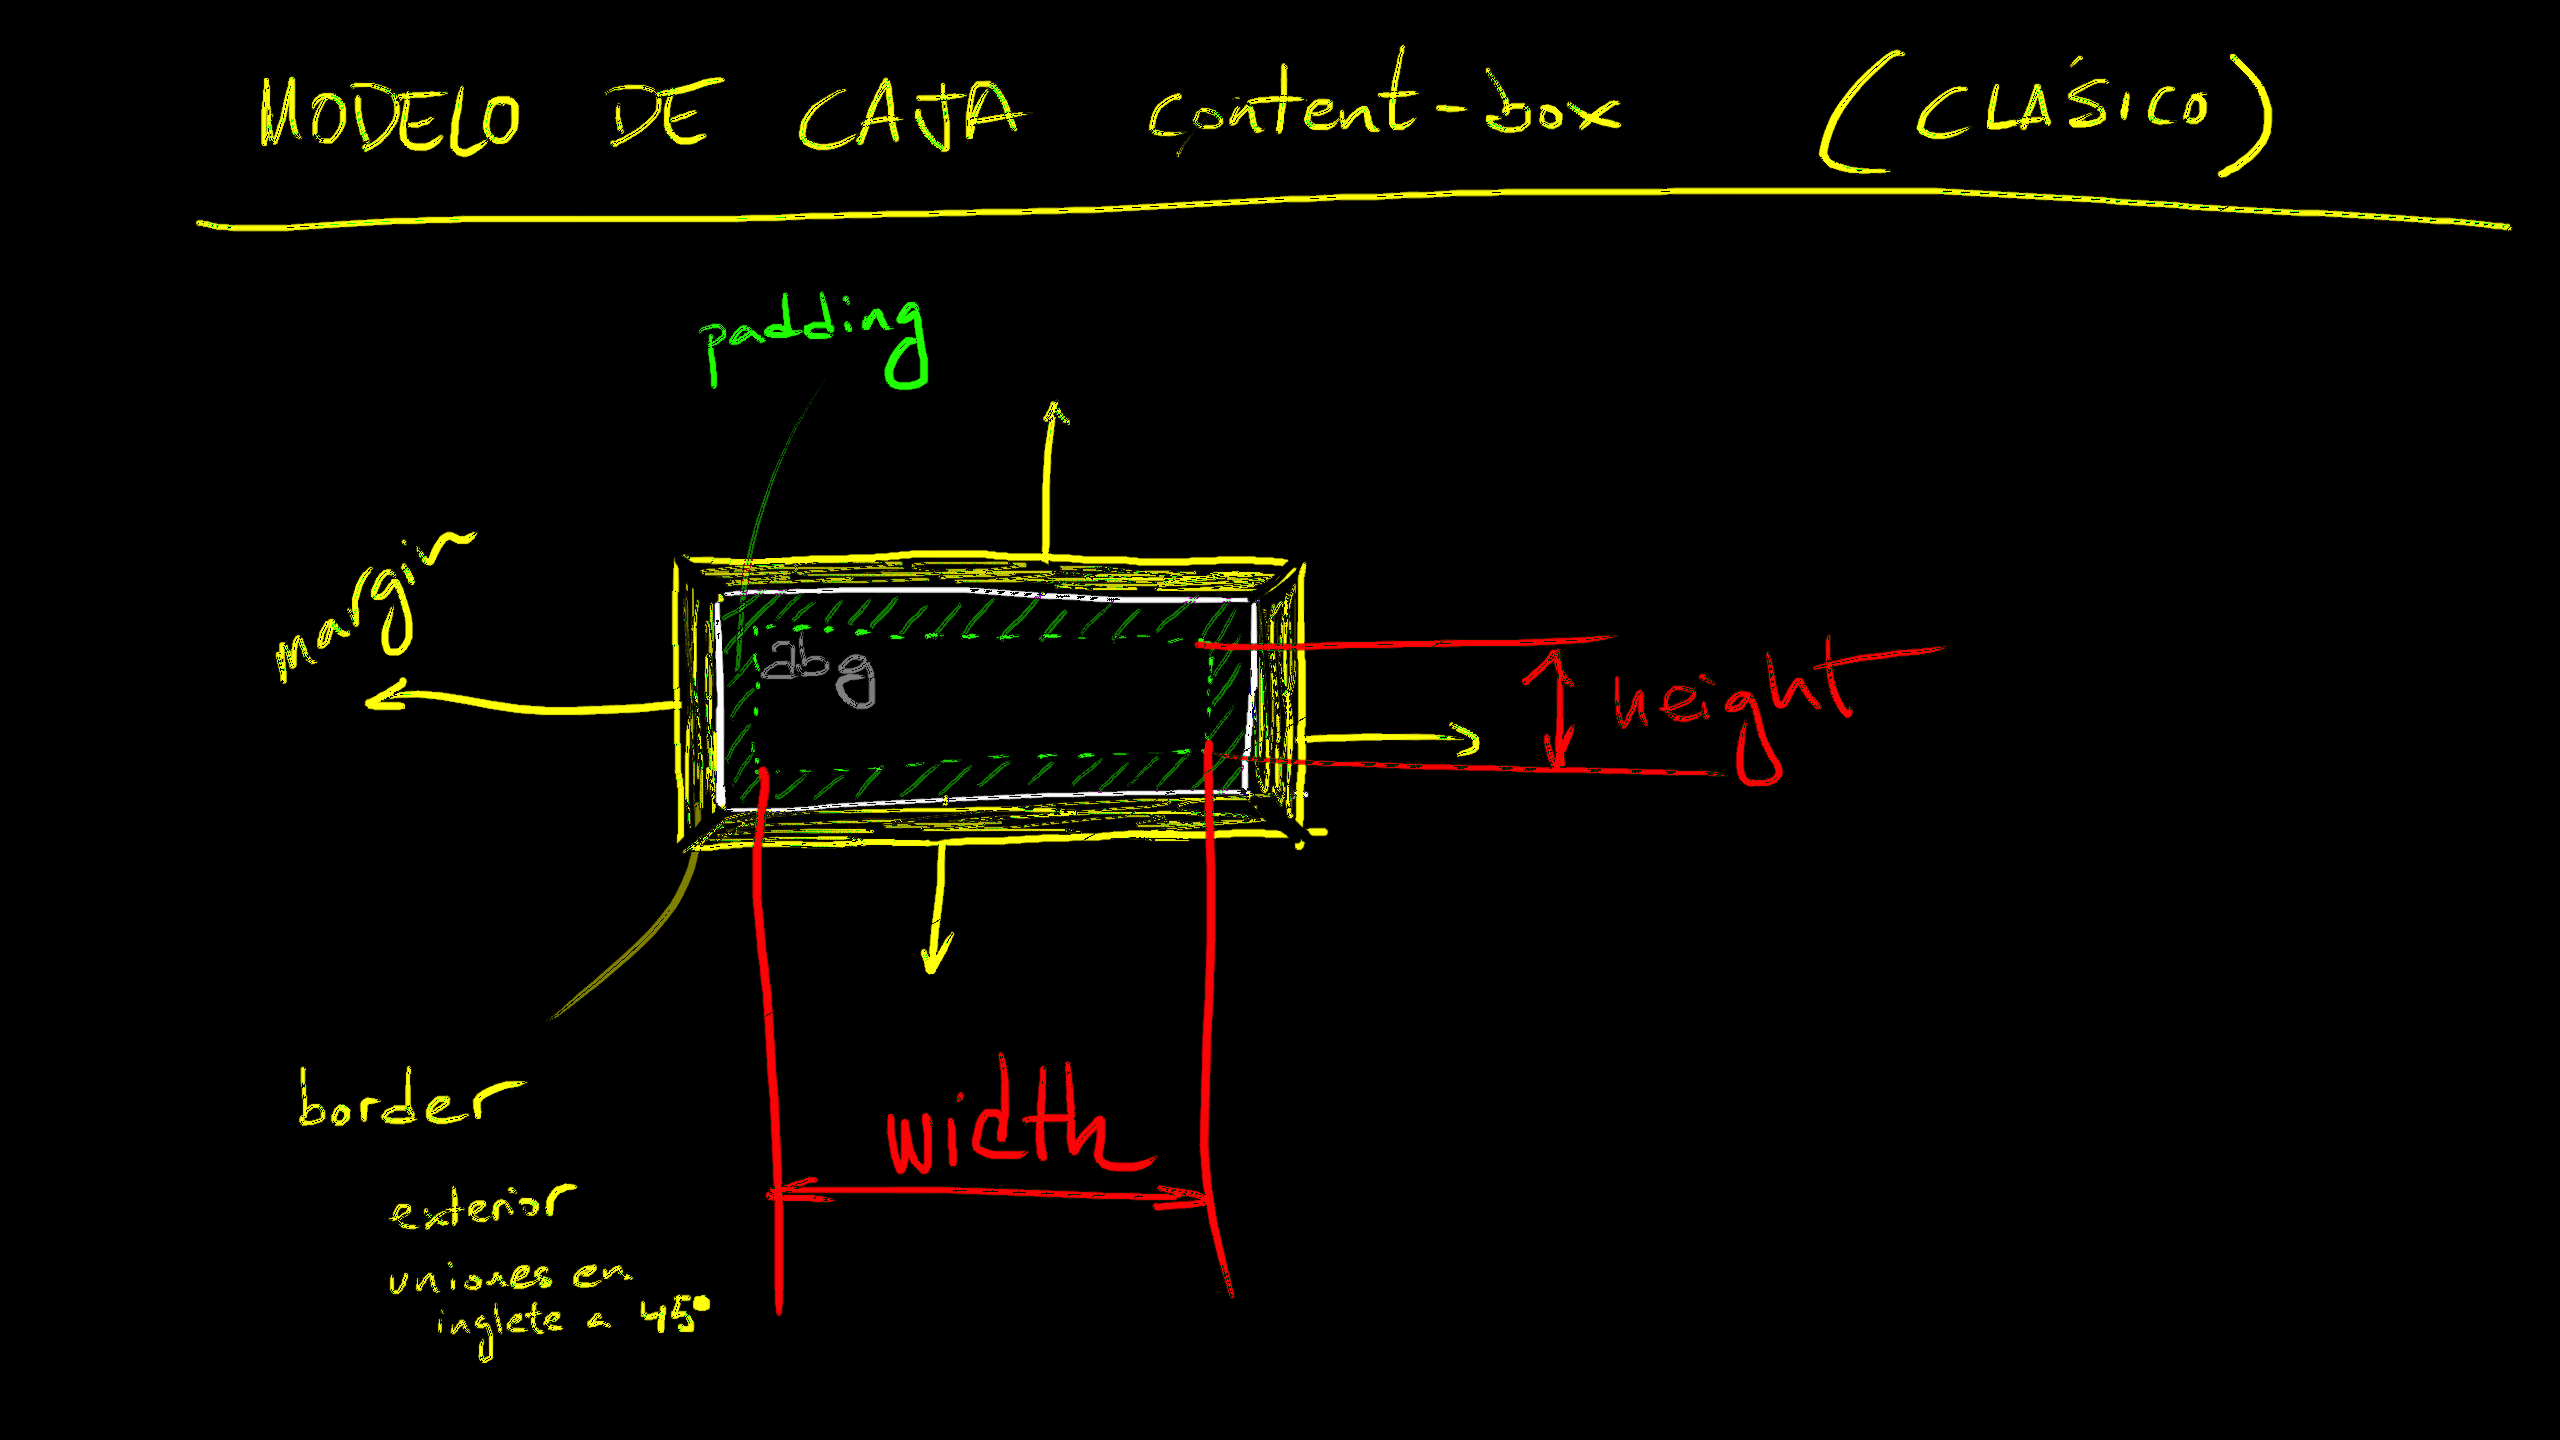 MODELO DE CAJA content-box (CLÁSICO)
padding
margin
abg
height
border
width
exterior
uniones en
inglete a 45°